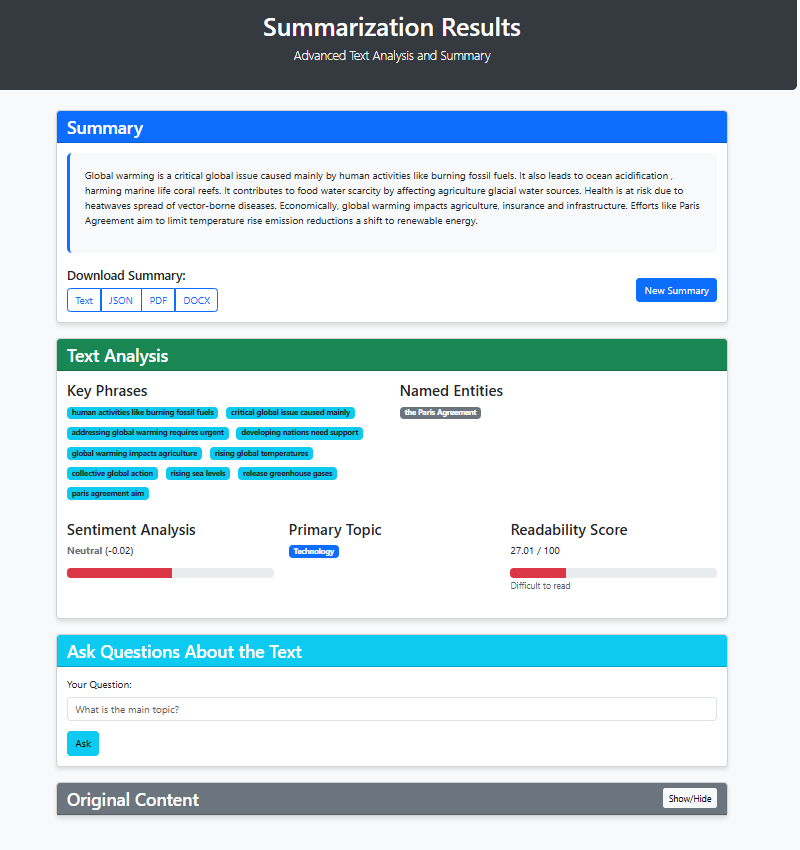 Summarization Results
Advanced Text Analysis and Summary
Summary
Global warming is a critical global issue caused mainly by human activities like burning fossil fuels. It also leads to ocean acidification ,
harming marine life coral reefs. It contributes to food water scarcity by affecting agriculture glacial water sources. Health is at risk due to
heatwaves spread of vector-borne diseases. Economically, global warming impacts agriculture, insurance and infrastructure. Efforts like Paris
Agreement aim to limit temperature rise emission reductions a shift to renewable energy.
Download Summary:
Text JSON PDF DOCX
New Summary
Text Analysis
Key Phrases
human activities like burning fossil fuels critical global issue caused mainly
addressing global warming requires urgent developing nations need support
global warming impacts agriculture rising global temperatures
collective global action rising sea levels release greenhouse gases
paris agreement aim
Named Entities
the Paris Agreement
Sentiment Analysis
Neutral (-0.02)
Primary Topic
Technology
Readability Score
27.01 / 100
Difficult to read
Ask Questions About the Text
Your Question:
What is the main topic?
Ask
Original Content
Show/Hide